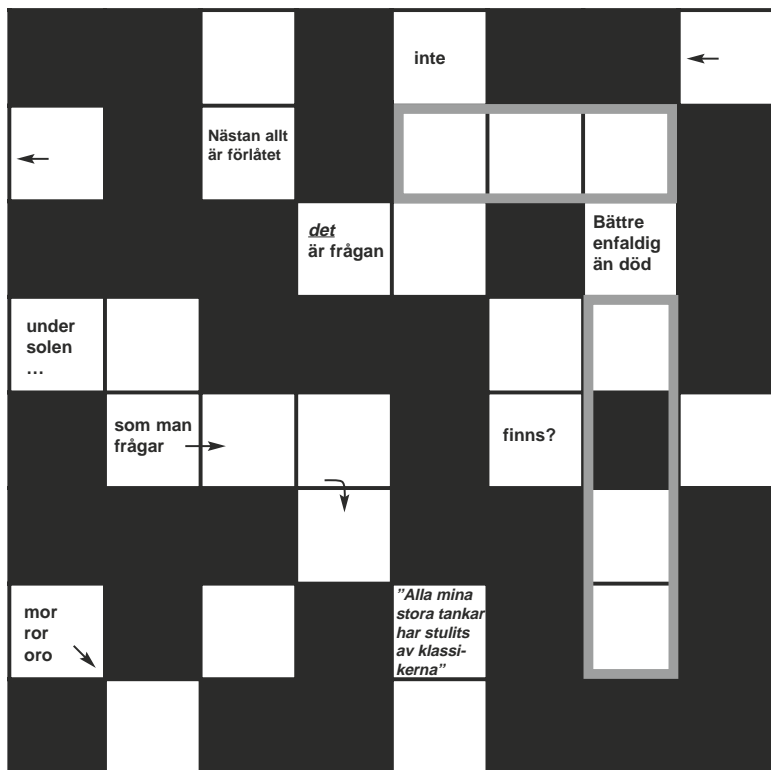 inte
Nästan allt
är förlåtet
det
är frågan
Bättre
enfaldig
än död
under
solen
…
som man
frågar
finns?
mor
ror
oro
”Alla mina
stora tankar
har stulits
av klassi-
kerna”